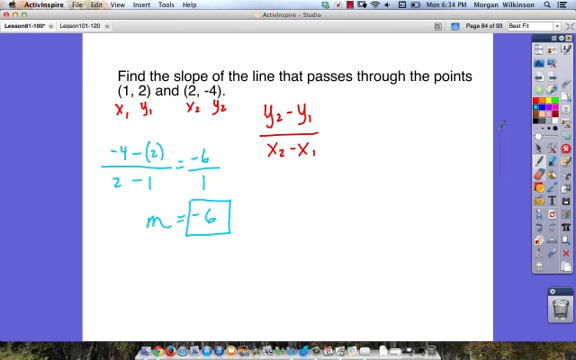 ActivInspire File Edit View Insert Tools Help Mon 6:34 PM Morgan Wilkinson
ActivInspire - Studio
Lesson81-100* Lesson101-120 Page 84 of 93 Best Fit
Find the slope of the line that passes through the points
(1, 2) and (2, -4).
x₁ y₁ x₂ y₂
y₂ - y₁
x₂ - x₁
-4 - (2) = -6
2 - 1 1
m = -6